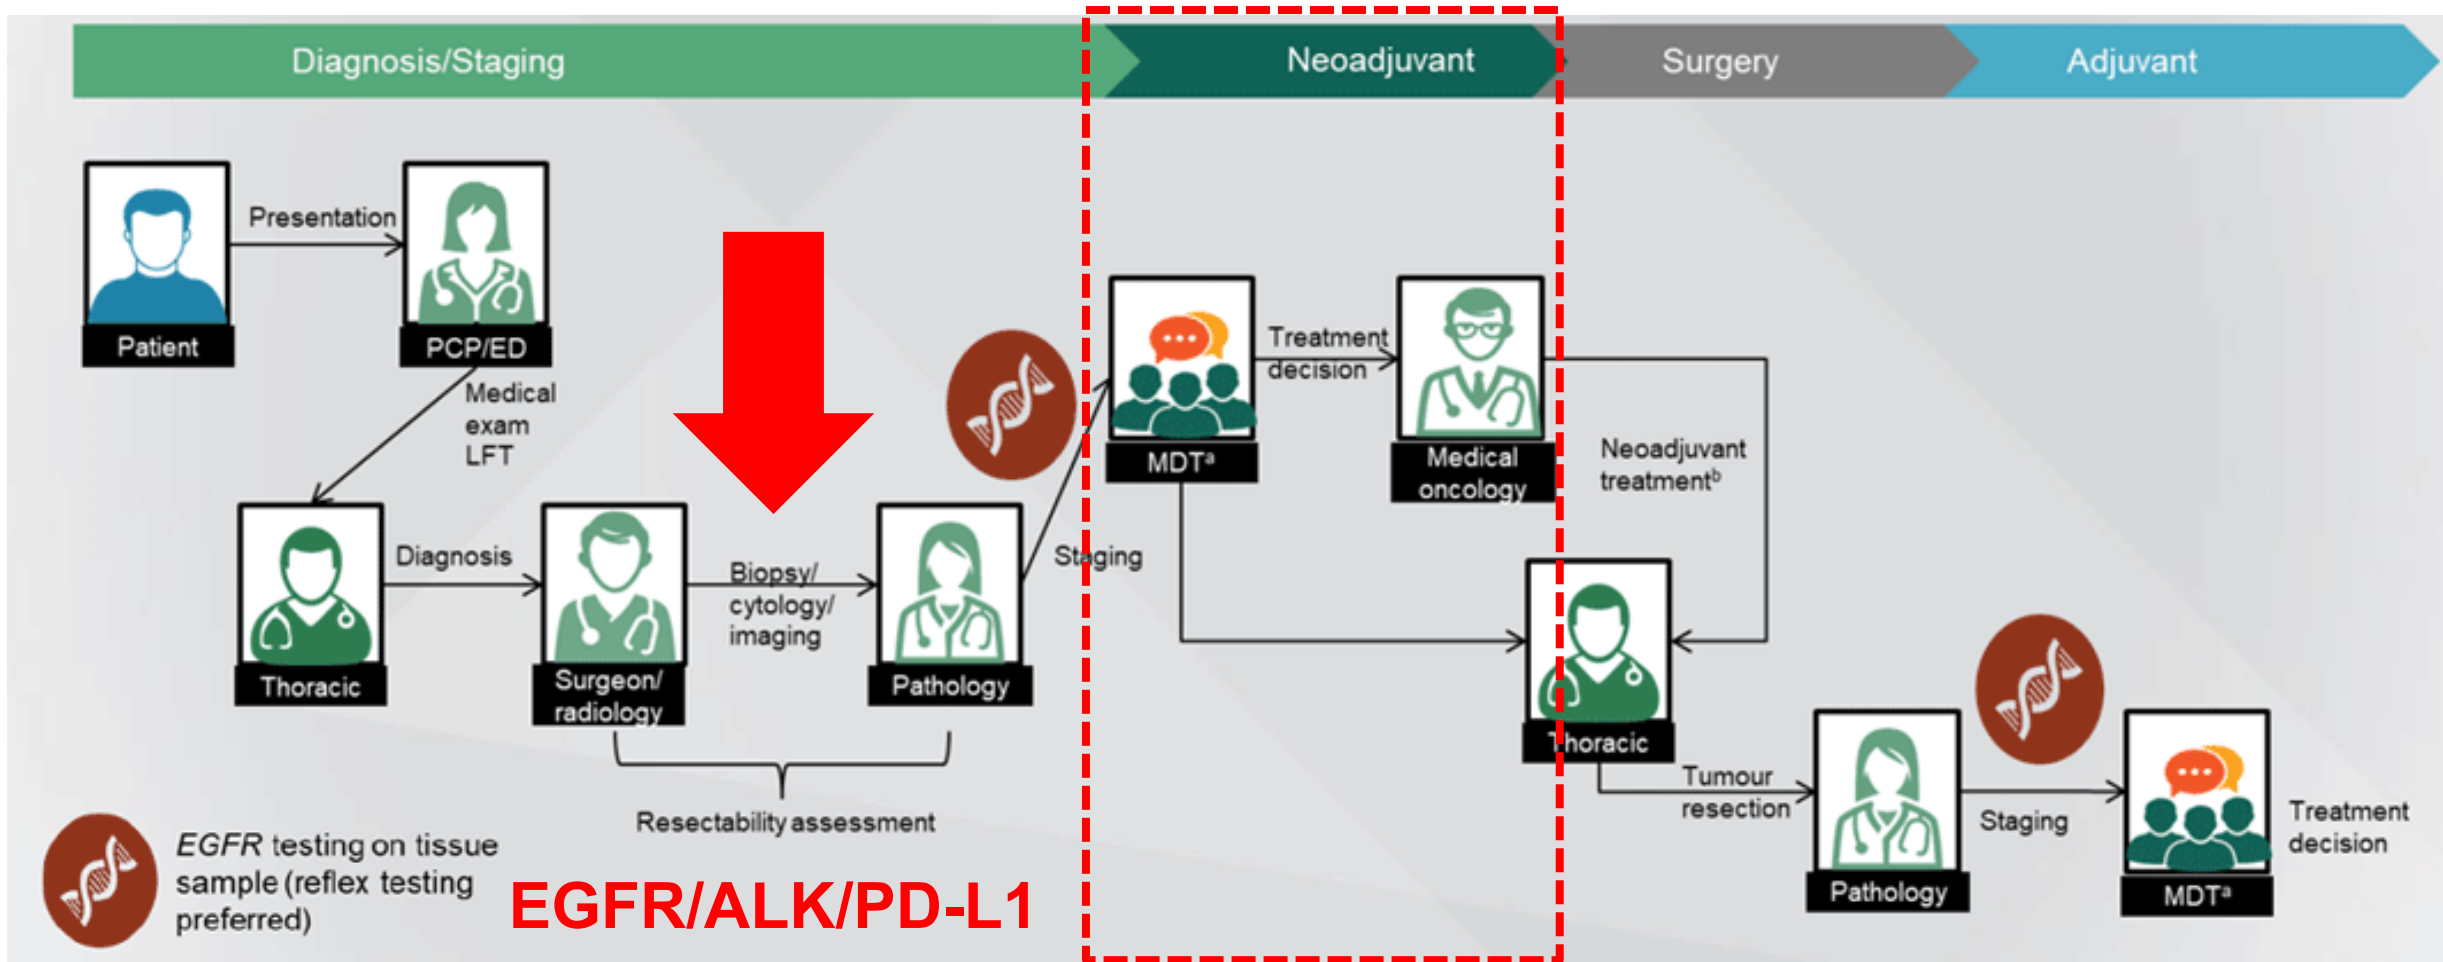 Diagnosis/Staging
Neoadjuvant
Surgery
Adjuvant
Patient
Presentation
PCP/ED
Medical
exam
LFT
Thoracic
Diagnosis
Surgeon/
radiology
Biopsy/
cytology/
imaging
Pathology
Resectability assessment
Staging
MDTᵃ
Treatment
decision
Medical
oncology
Neoadjuvant
treatmentᵇ
Thoracic
Tumour
resection
Pathology
Staging
MDTᵃ
Treatment
decision
EGFR testing on tissue
sample (reflex testing
preferred)
EGFR/ALK/PD-L1